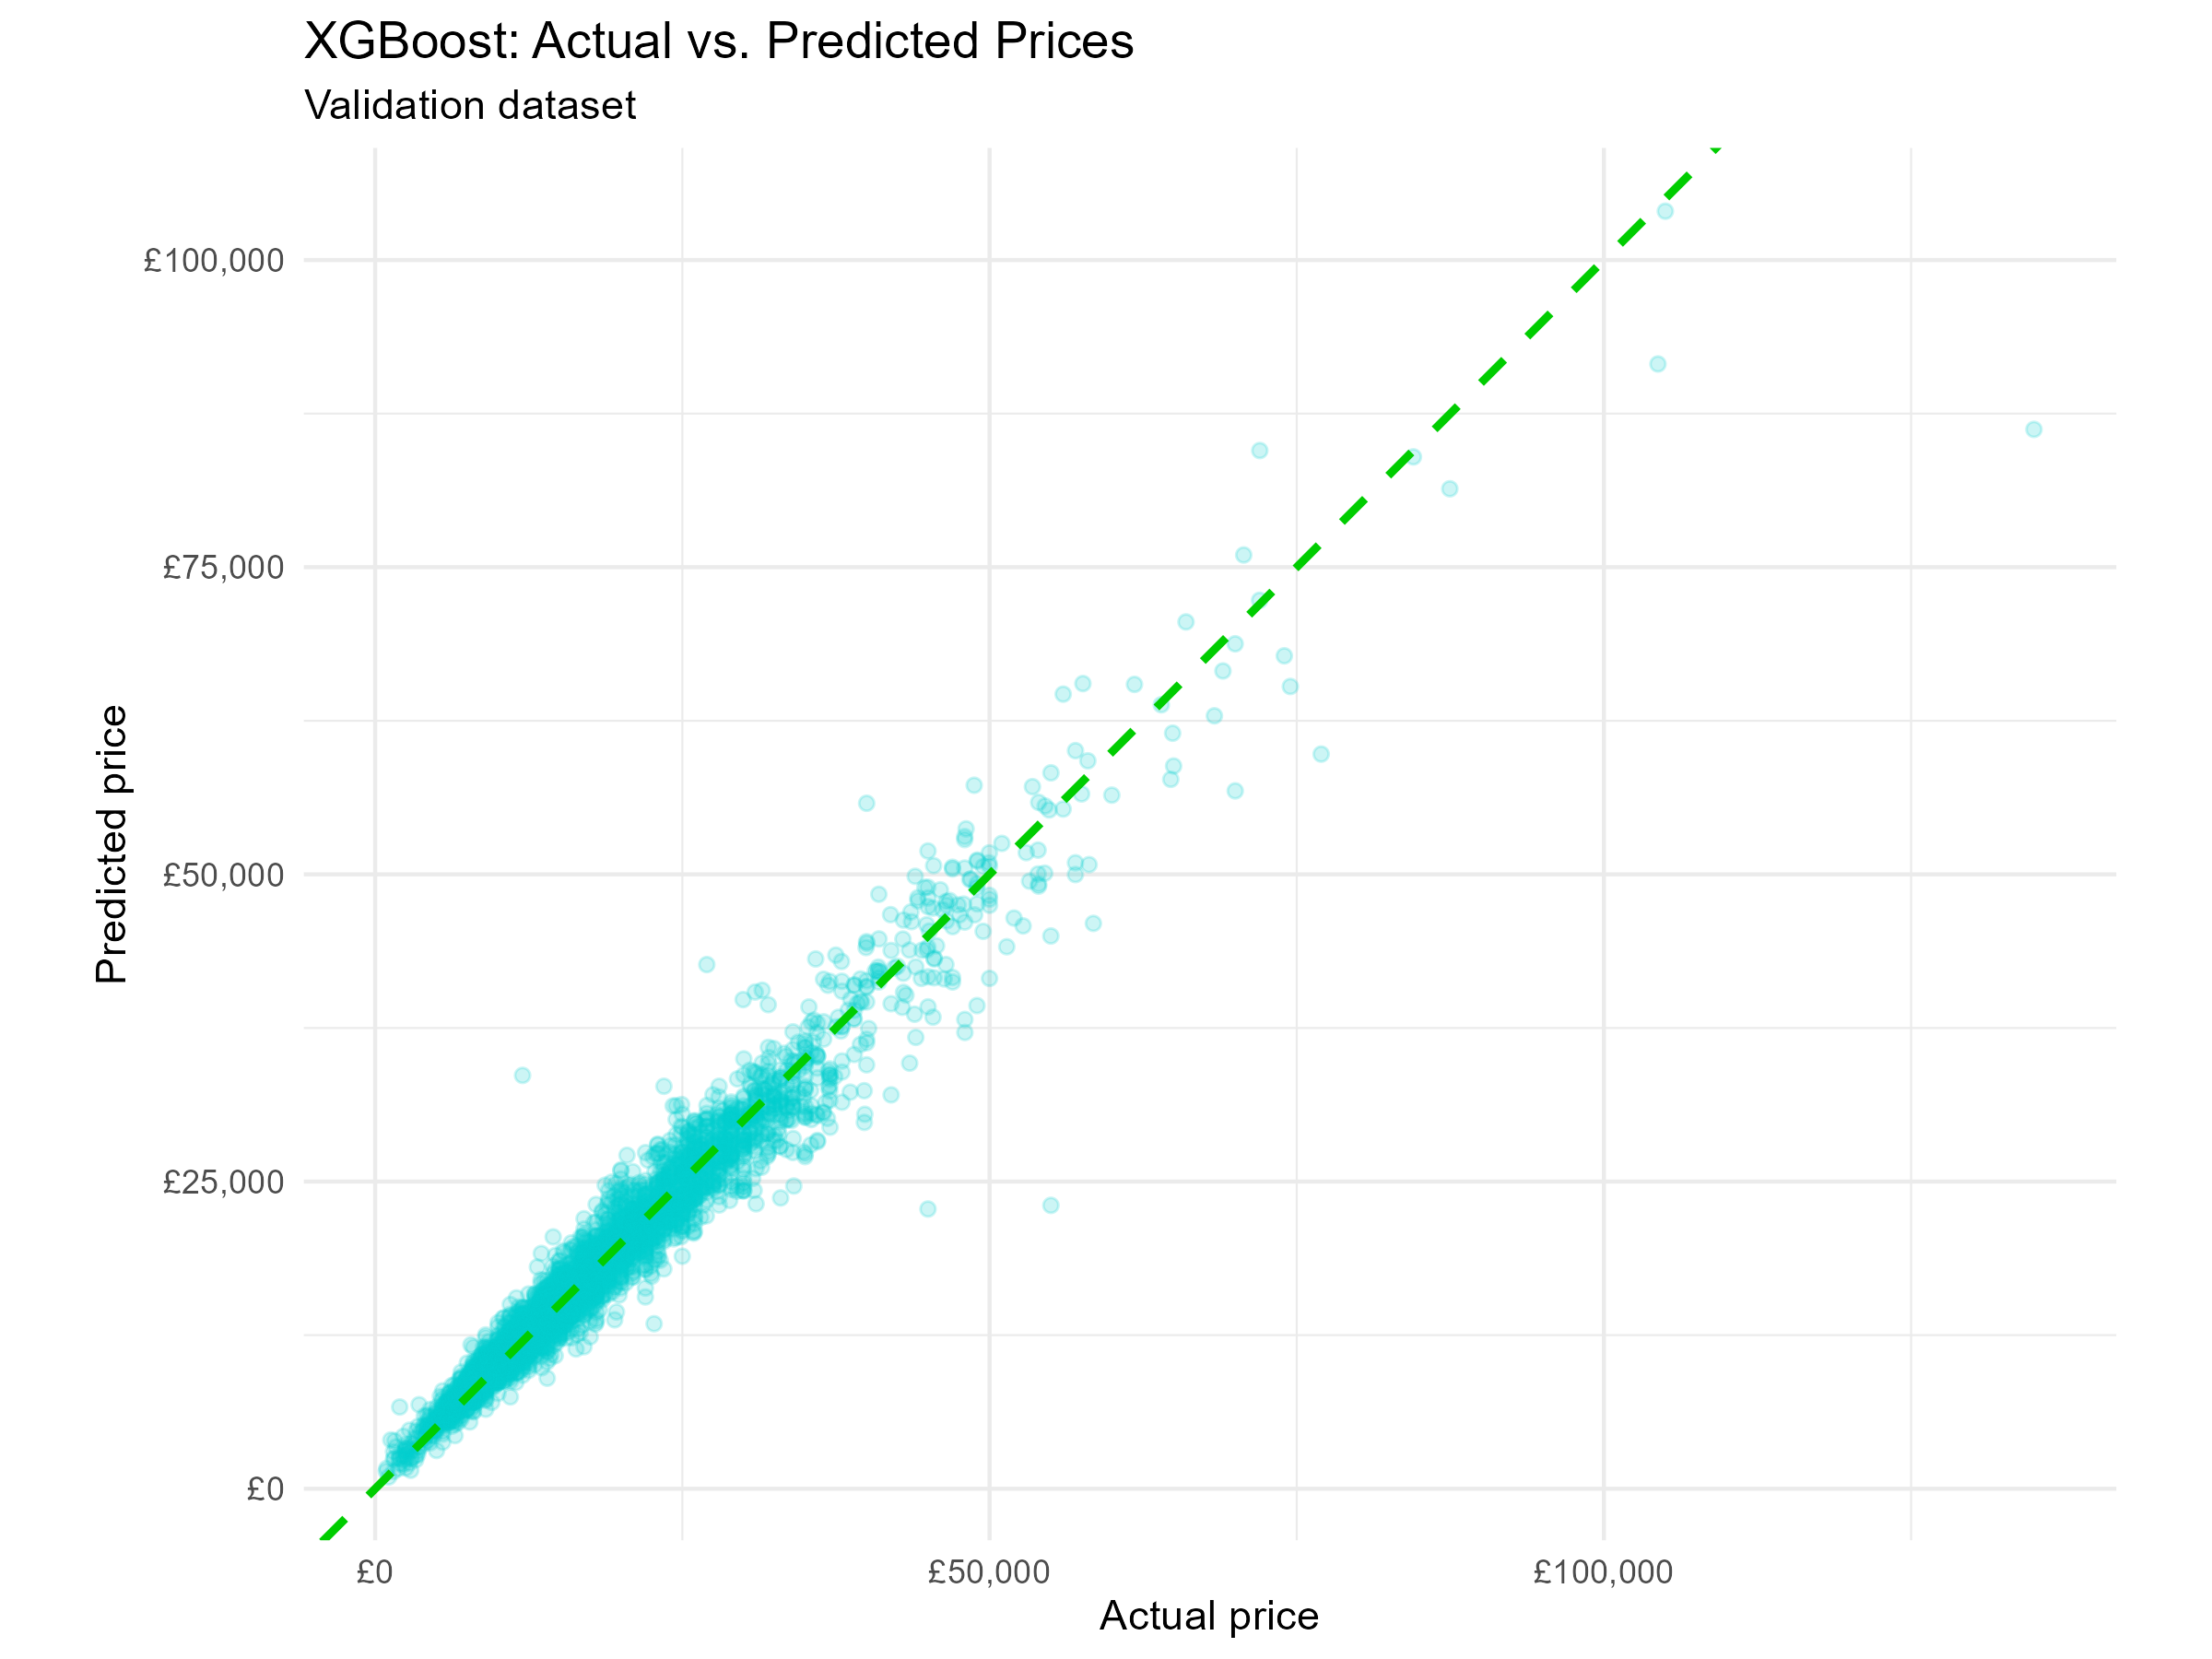 XGBoost: Actual vs. Predicted Prices
Validation dataset
£100,000
£75,000
£50,000
£25,000
£0
Predicted price
£0
£50,000
£100,000
Actual price